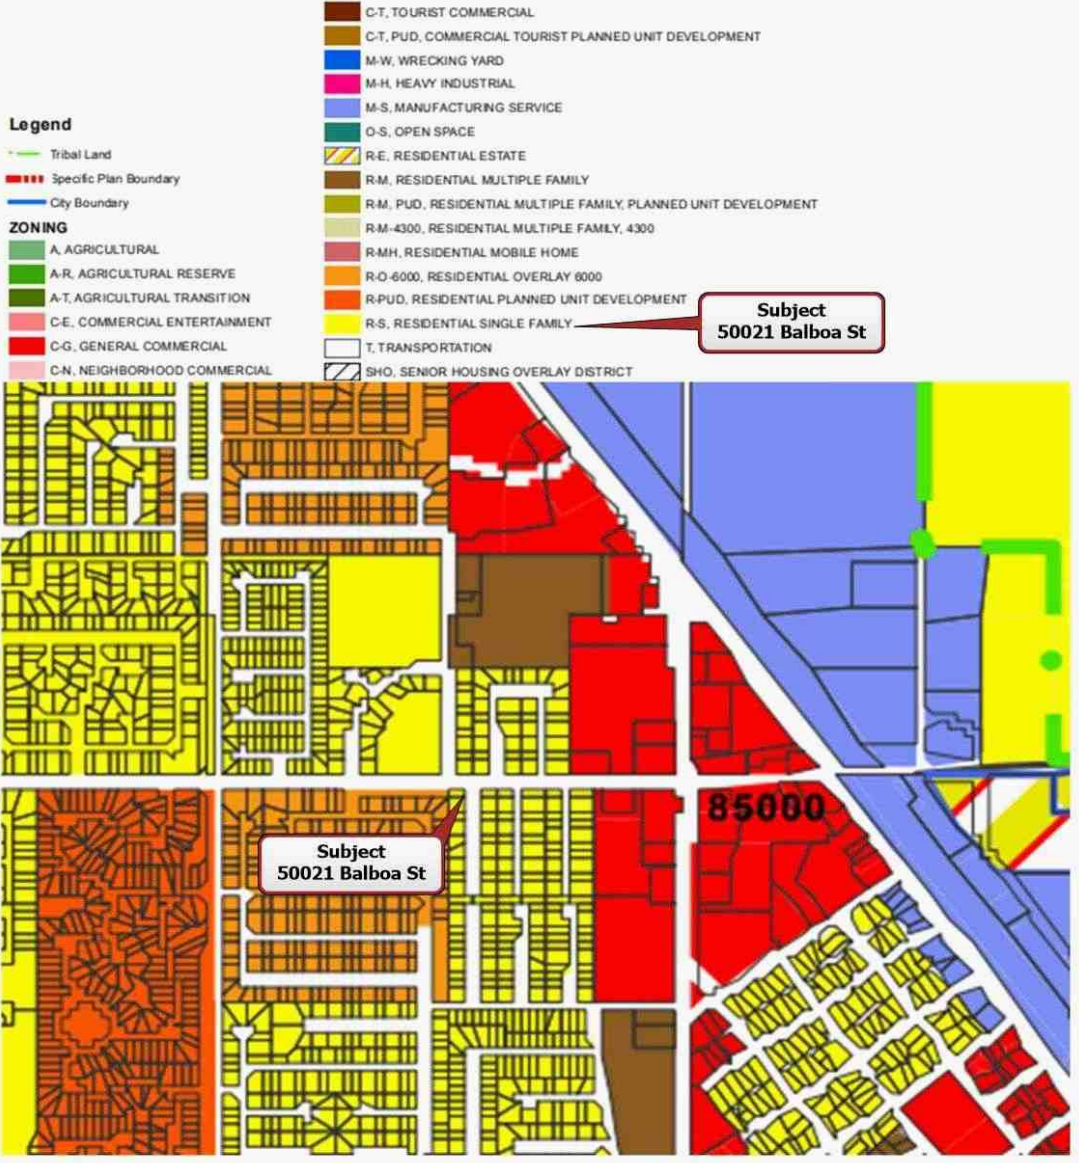 C-T, TOURIST COMMERCIAL
C-T, PUD, COMMERCIAL TOURIST PLANNED UNIT DEVELOPMENT
M-W, WRECKING YARD
M-H, HEAVY INDUSTRIAL
M-S, MANUFACTURING SERVICE
O-S, OPEN SPACE
R-E, RESIDENTIAL ESTATE
R-M, RESIDENTIAL MULTIPLE FAMILY
R-M, PUD, RESIDENTIAL MULTIPLE FAMILY, PLANNED UNIT DEVELOPMENT
R-M-4300, RESIDENTIAL MULTIPLE FAMILY, 4300
R-MH, RESIDENTIAL MOBILE HOME
R-O-6000, RESIDENTIAL OVERLAY 6000
R-PUD, RESIDENTIAL PLANNED UNIT DEVELOPMENT
R-S, RESIDENTIAL SINGLE FAMILY
T, TRANSPORTATION
SHO, SENIOR HOUSING OVERLAY DISTRICT
Legend
Tribal Land
Specific Plan Boundary
City Boundary
ZONING
A, AGRICULTURAL
A-R, AGRICULTURAL RESERVE
A-T, AGRICULTURAL TRANSITION
C-E, COMMERCIAL ENTERTAINMENT
C-G, GENERAL COMMERCIAL
C-N, NEIGHBORHOOD COMMERCIAL
Subject
50021 Balboa St
85000
Subject
50021 Balboa St